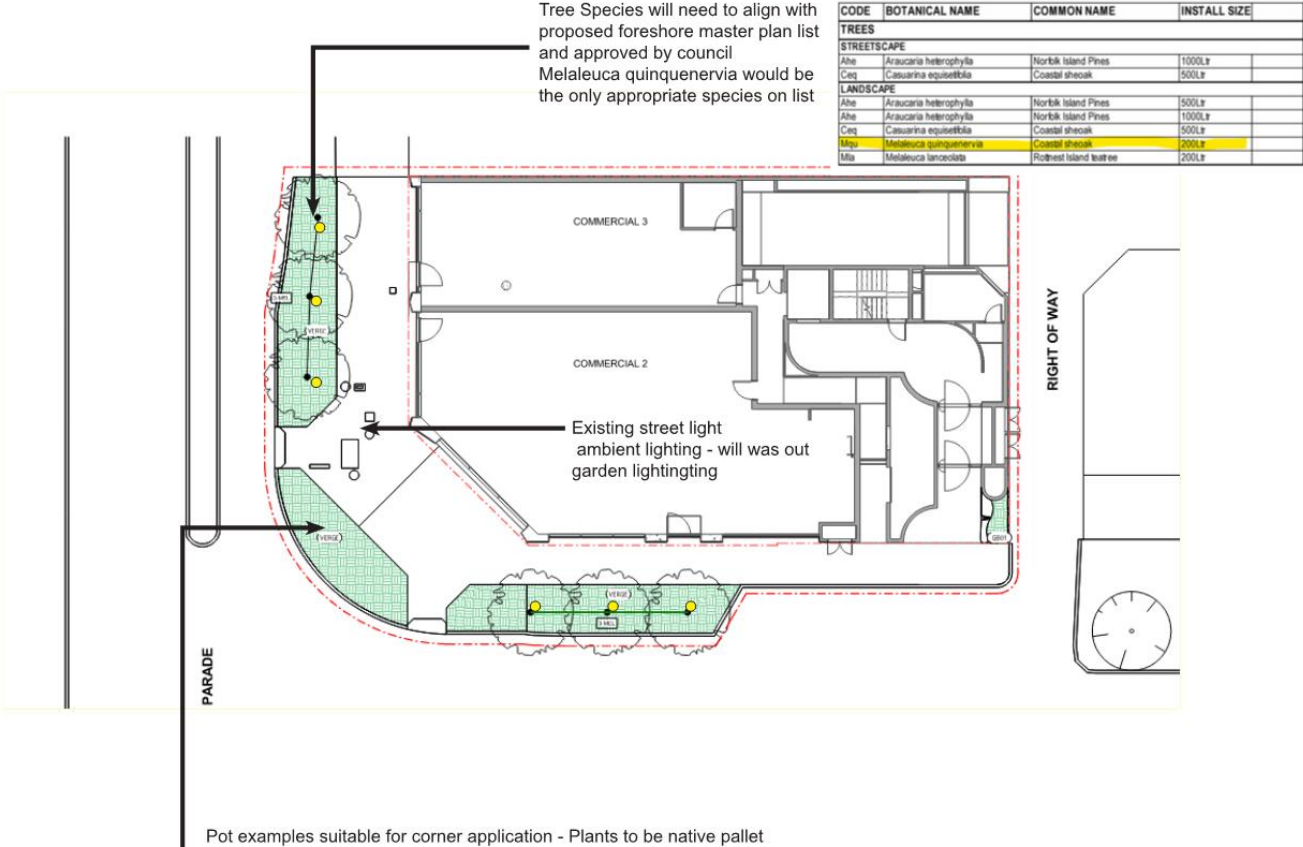 Tree Species will need to align with
proposed foreshore master plan list
and approved by council
Melaleuca quinquenervia would be
the only appropriate species on list
CODE BOTANICAL NAME COMMON NAME INSTALL SIZE
TREES
STREETSCAPE
Ahe Araucaria heterophylla Norfolk Island Pines 1000Ltr
Ceq Casuarina equisetifolia Coastal sheoak 500Ltr
LANDSCAPE
Ahe Araucaria heterophylla Norfolk Island Pines 500Ltr
Ahe Araucaria heterophylla Norfolk Island Pines 1000Ltr
Ceq Casuarina equisetifolia Coastal sheoak 500Ltr
Mqu Melaleuca quinquenervia Coastal sheoak 200Ltr
Mla Melaleuca lanceolata Rottnest Island teatree 200Ltr
COMMERCIAL 3
3 MEL
VERGE
COMMERCIAL 2
RIGHT OF WAY
Existing street light
ambient lighting - will was out
garden lightingting
VERGE
GB01
VERGE
3 MEL
PARADE
Pot examples suitable for corner application - Plants to be native pallet